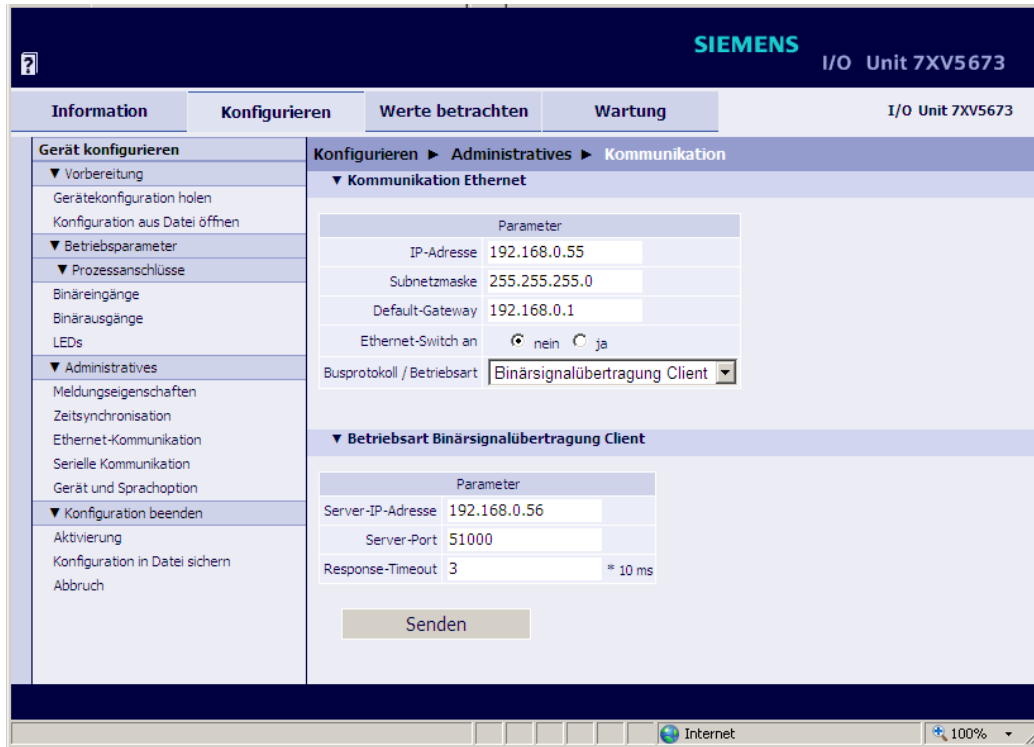 SIEMENS
?
I/O Unit 7XV5673
Information Konfigurieren Werte betrachten Wartung I/O Unit 7XV5673
Gerät konfigurieren
▼ Vorbereitung
Gerätekonfiguration holen
Konfiguration aus Datei öffnen
▼ Betriebsparameter
▼ Prozessanschlüsse
Binäreingänge
Binärausgänge
LEDs
▼ Administratives
Meldungseigenschaften
Zeitsynchronisation
Ethernet-Kommunikation
Serielle Kommunikation
Gerät und Sprachoption
▼ Konfiguration beenden
Aktivierung
Konfiguration in Datei sichern
Abbruch
Konfigurieren ► Administratives ► Kommunikation
▼ Kommunikation Ethernet
Parameter
IP-Adresse 192.168.0.55
Subnetzmaske 255.255.255.0
Default-Gateway 192.168.0.1
Ethernet-Switch an nein ja
Busprotokoll / Betriebsart Binärsignalübertragung Client
▼ Betriebsart Binärsignalübertragung Client
Parameter
Server-IP-Adresse 192.168.0.56
Server-Port 51000
Response-Timeout 3 * 10 ms
Senden
Internet 100%